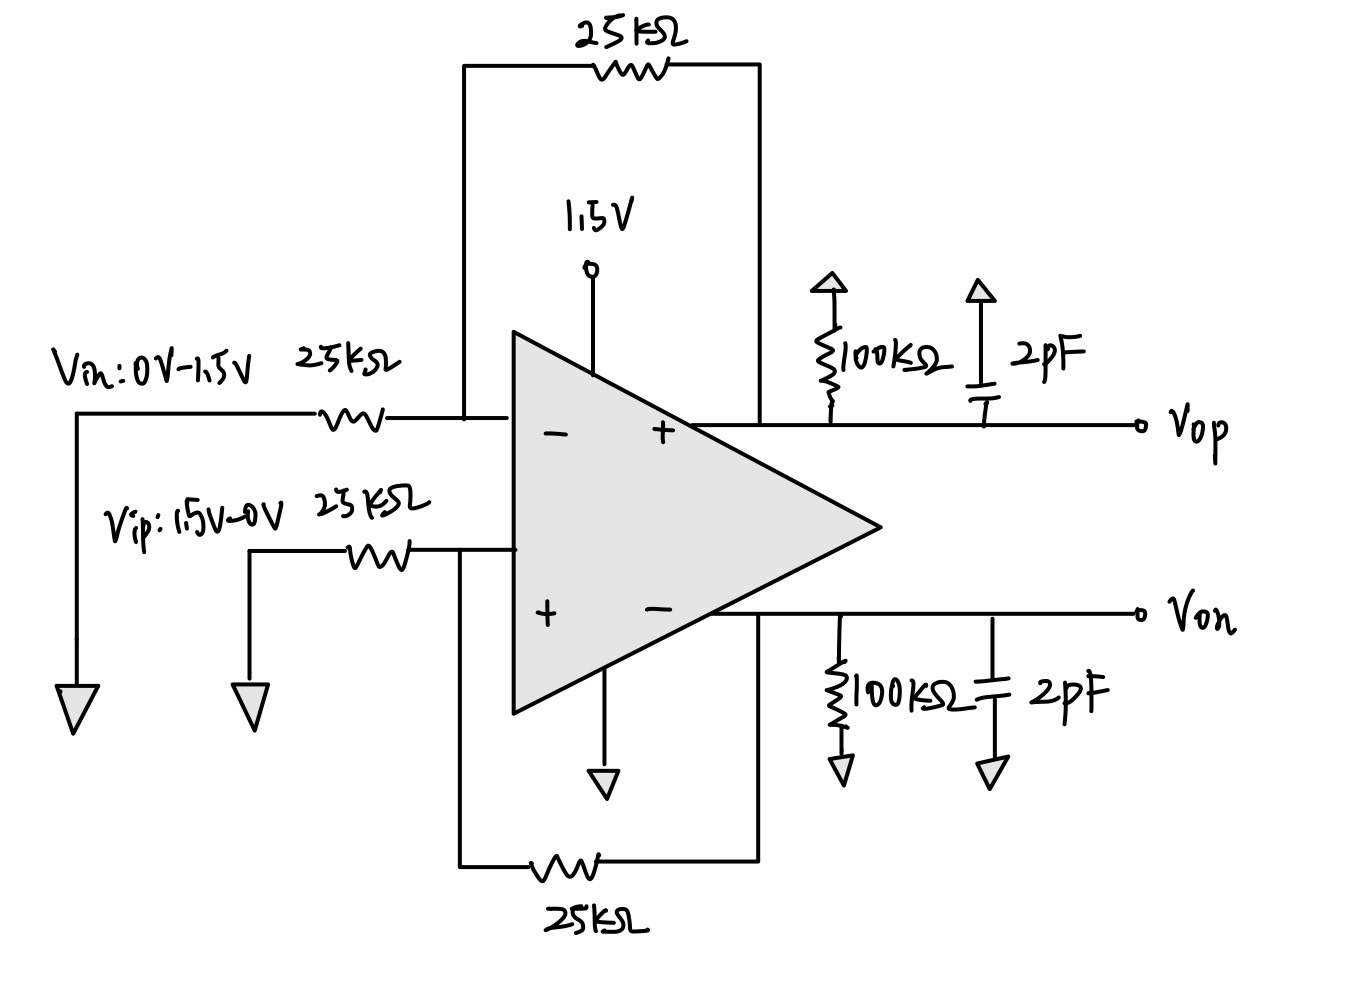 25kΩ
1.5V
Vin: 0V-1.5V
25kΩ
100kΩ
2pF
Vop
-
+
Vip: 1.5V-0V
25kΩ
+
-
Von
100kΩ
2pF
25kΩ